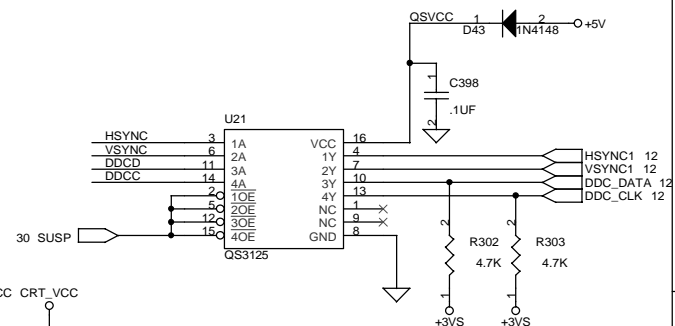 QSVCC 1 2 +5V
D43 1N4148
1 C398
.1UF
2
U21
HSYNC 3 1A VCC 16
VSYNC 6 2A 1Y 4 HSYNC1 12
DDCD 11 3A 2Y 7 VSYNC1 12
DDCC 14 4A 3Y 10 DDC_DATA 12
2 1OE 4Y 13 DDC_CLK 12
5 2OE NC 1
12 3OE NC 9
30 SUSP 15 4OE GND 8
QS3125
2 R302 2 R303
4.7K 4.7K
1 1
CC CRT_VCC
+3VS +3VS